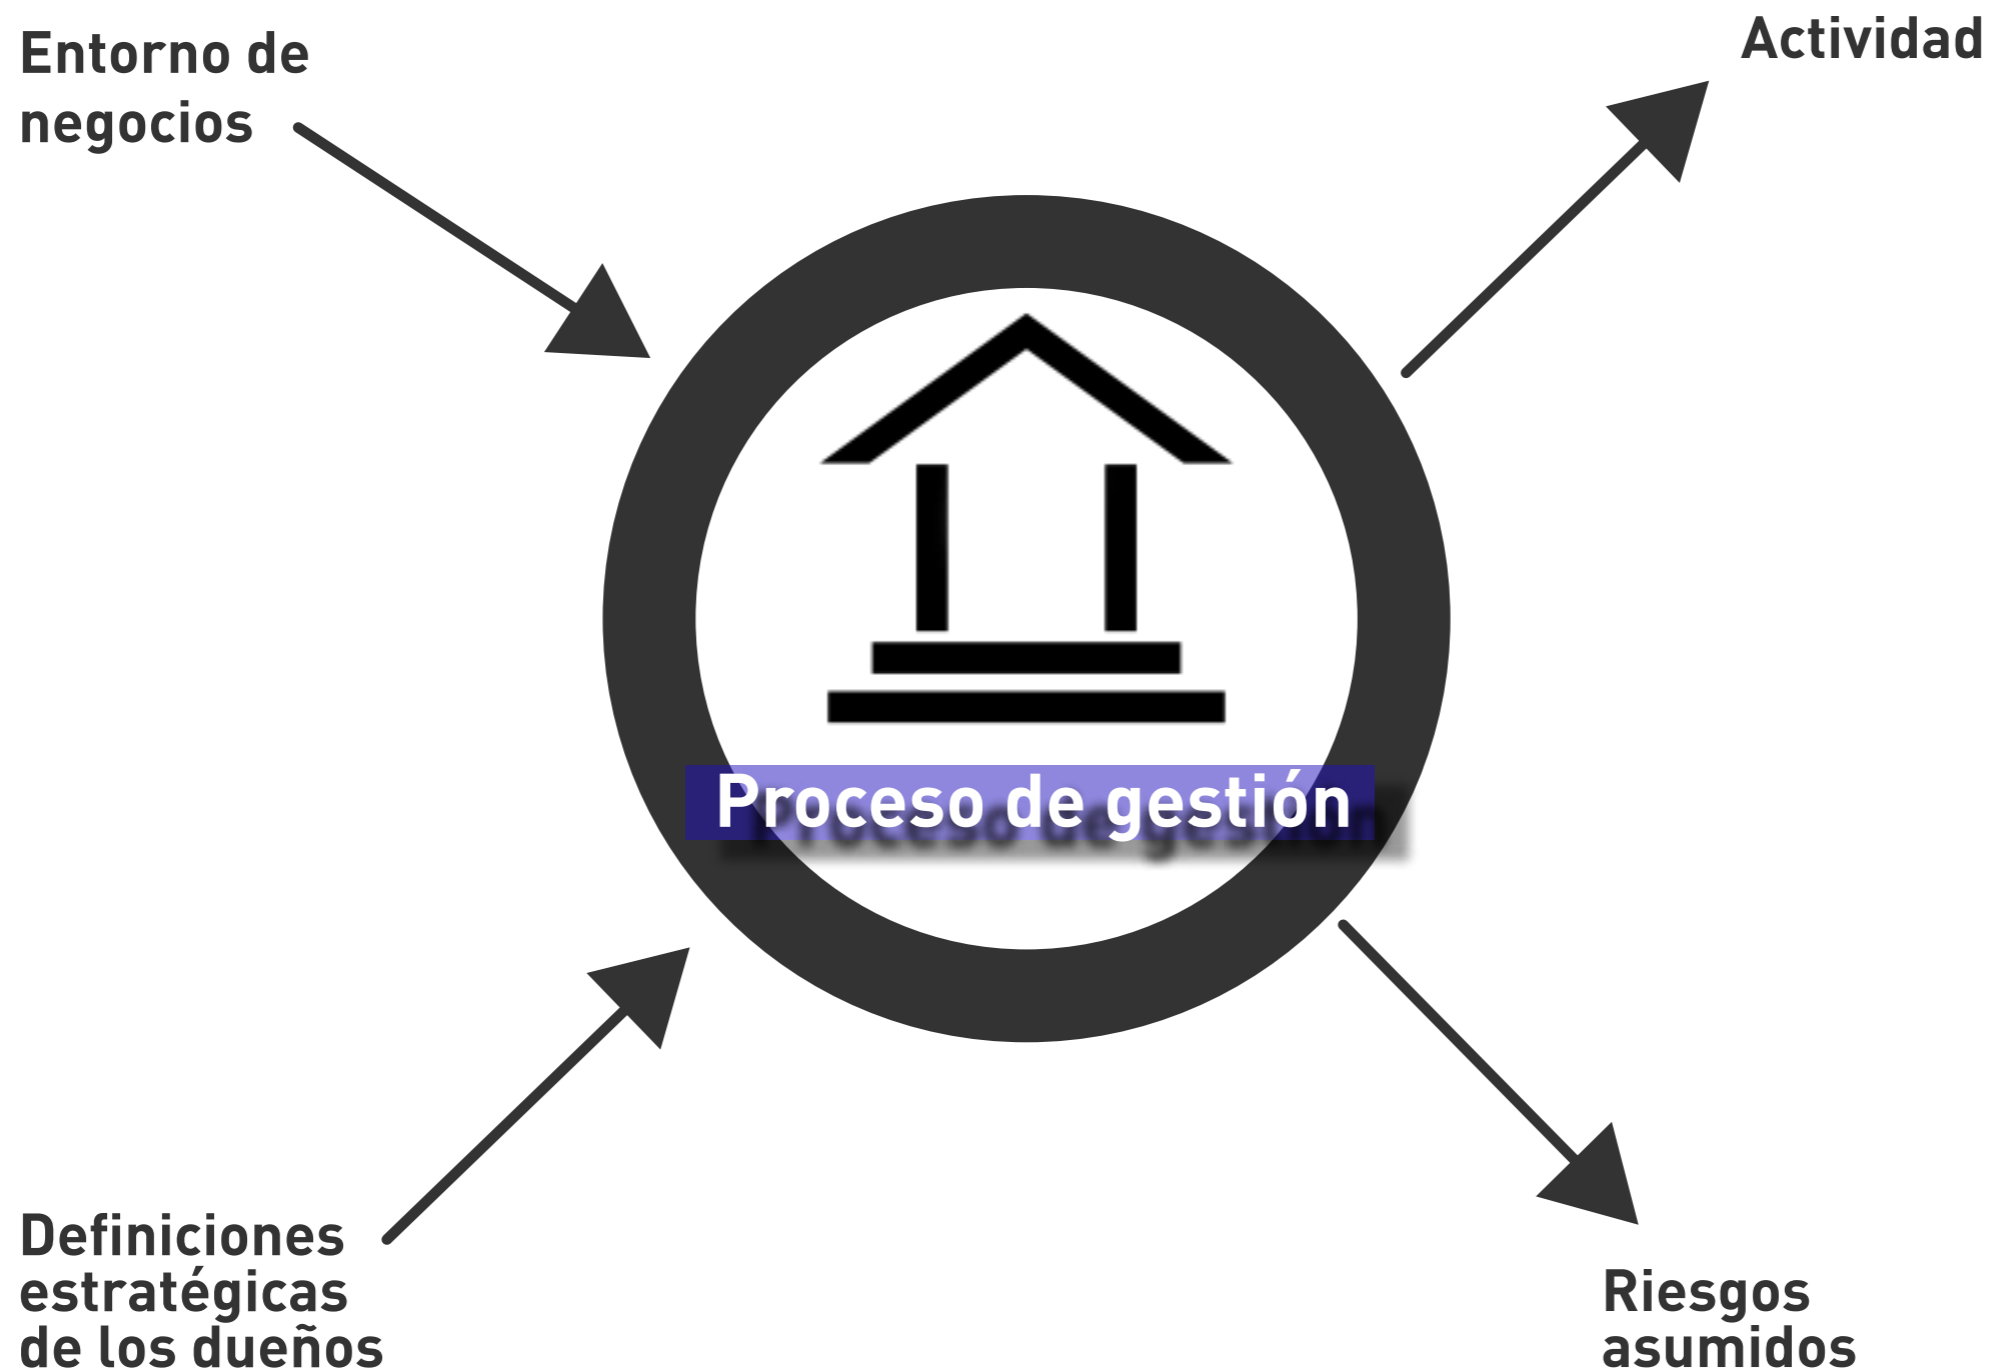 Entorno de
negocios
Actividad
Proceso de gestión
Definiciones
estratégicas
de los dueños
Riesgos
asumidos